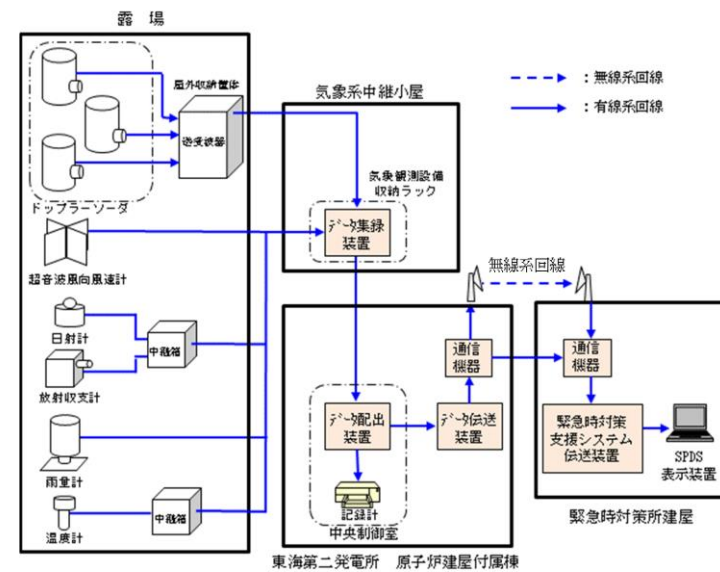 露 場
屋外収納筐体
ドップラーソーダ
超音波風向風速計
日射計
放射収支計
中継箱
雨量計
温度計
中継箱
気象系中継小屋
気象観測設備
収納ラック
データ集録
装置
：無線系回線
：有線系回線
無線系回線
通信
機器
データ配出
装置
データ伝送
装置
記録計
中央制御室
東海第二発電所 原子炉建屋付属棟
通信
機器
緊急時対策
支援システム
伝送装置
SPDS
表示装置
緊急時対策所建屋